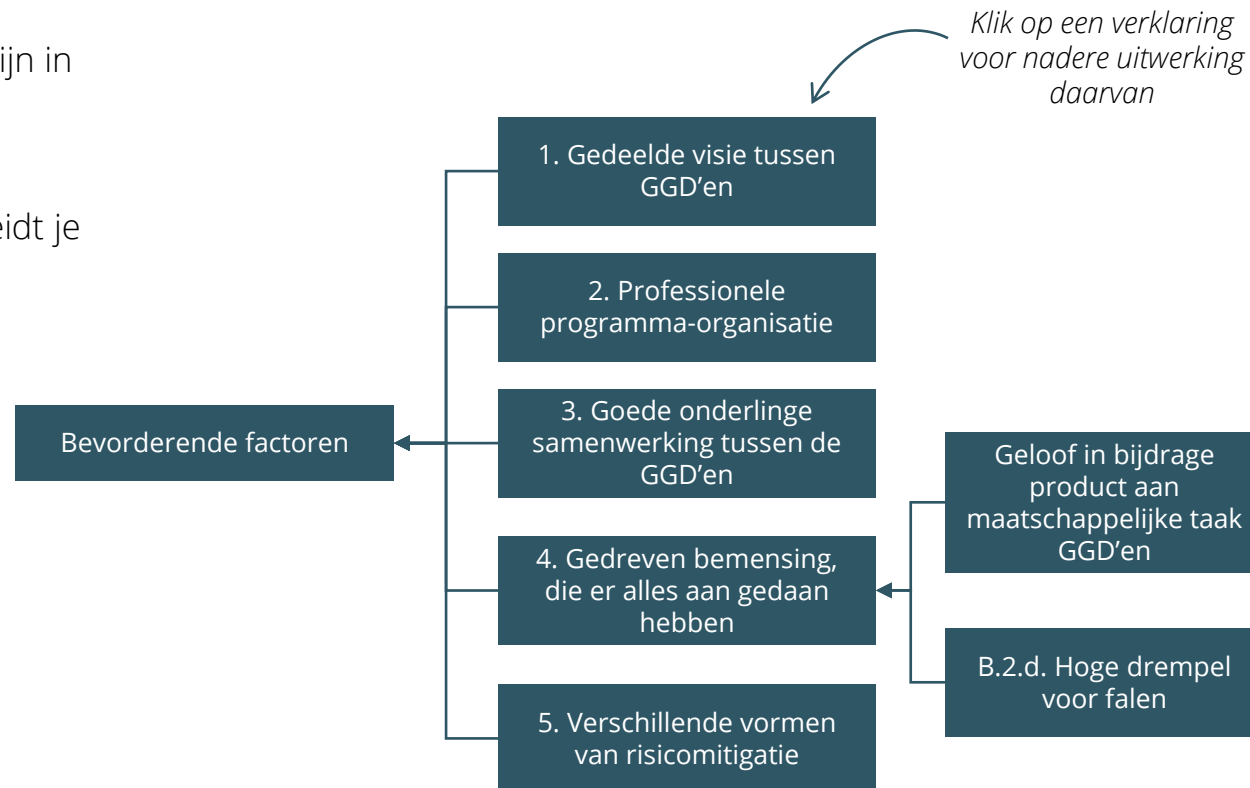 Klik op een verklaring
voor nadere uitwerking
daarvan
ijn in
eidt je
1. Gedeelde visie tussen
GGD’en
2. Professionele
programma-organisatie
Bevorderende factoren
3. Goede onderlinge
samenwerking tussen de
GGD’en
4. Gedreven bemensing,
die er alles aan gedaan
hebben
5. Verschillende vormen
van risicomitigatie
Geloof in bijdrage
product aan
maatschappelijke taak
GGD’en
B.2.d. Hoge drempel
voor falen